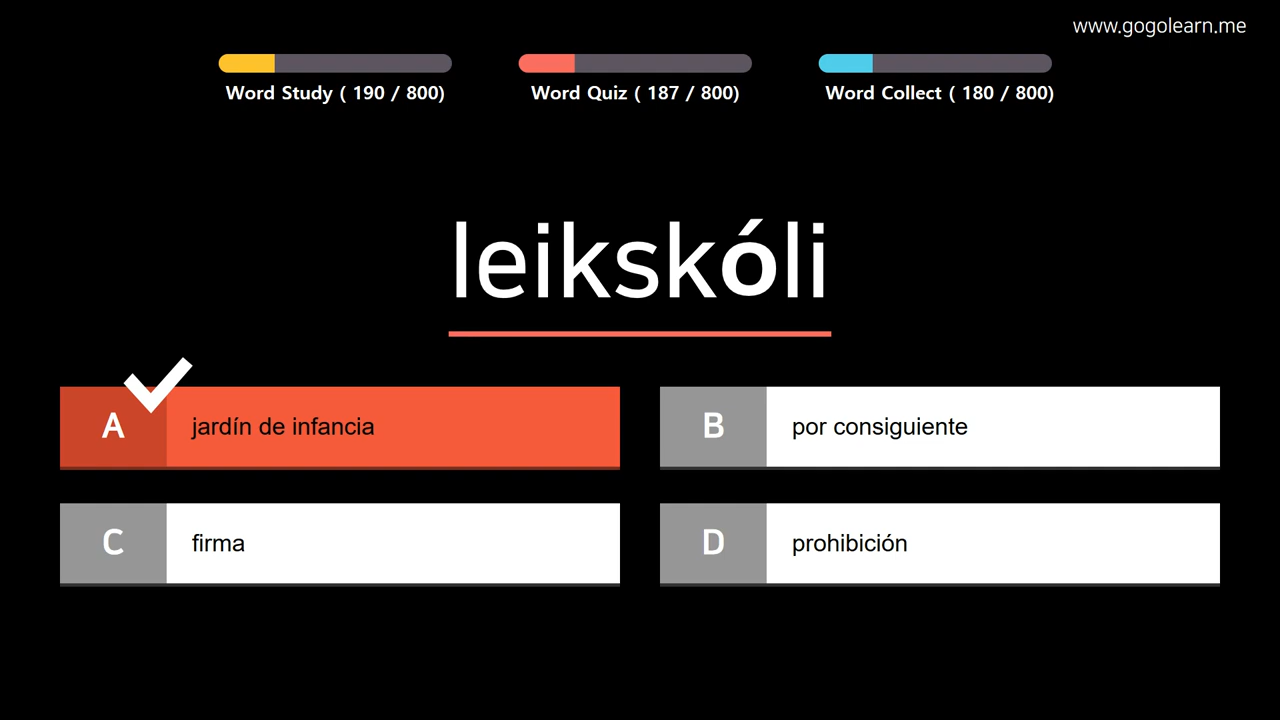 www.gogolearn.me
Word Study ( 190 / 800)
Word Quiz ( 187 / 800)
Word Collect ( 180 / 800)
leikskóli
A jardín de infancia
B por consiguiente
C firma
D prohibición